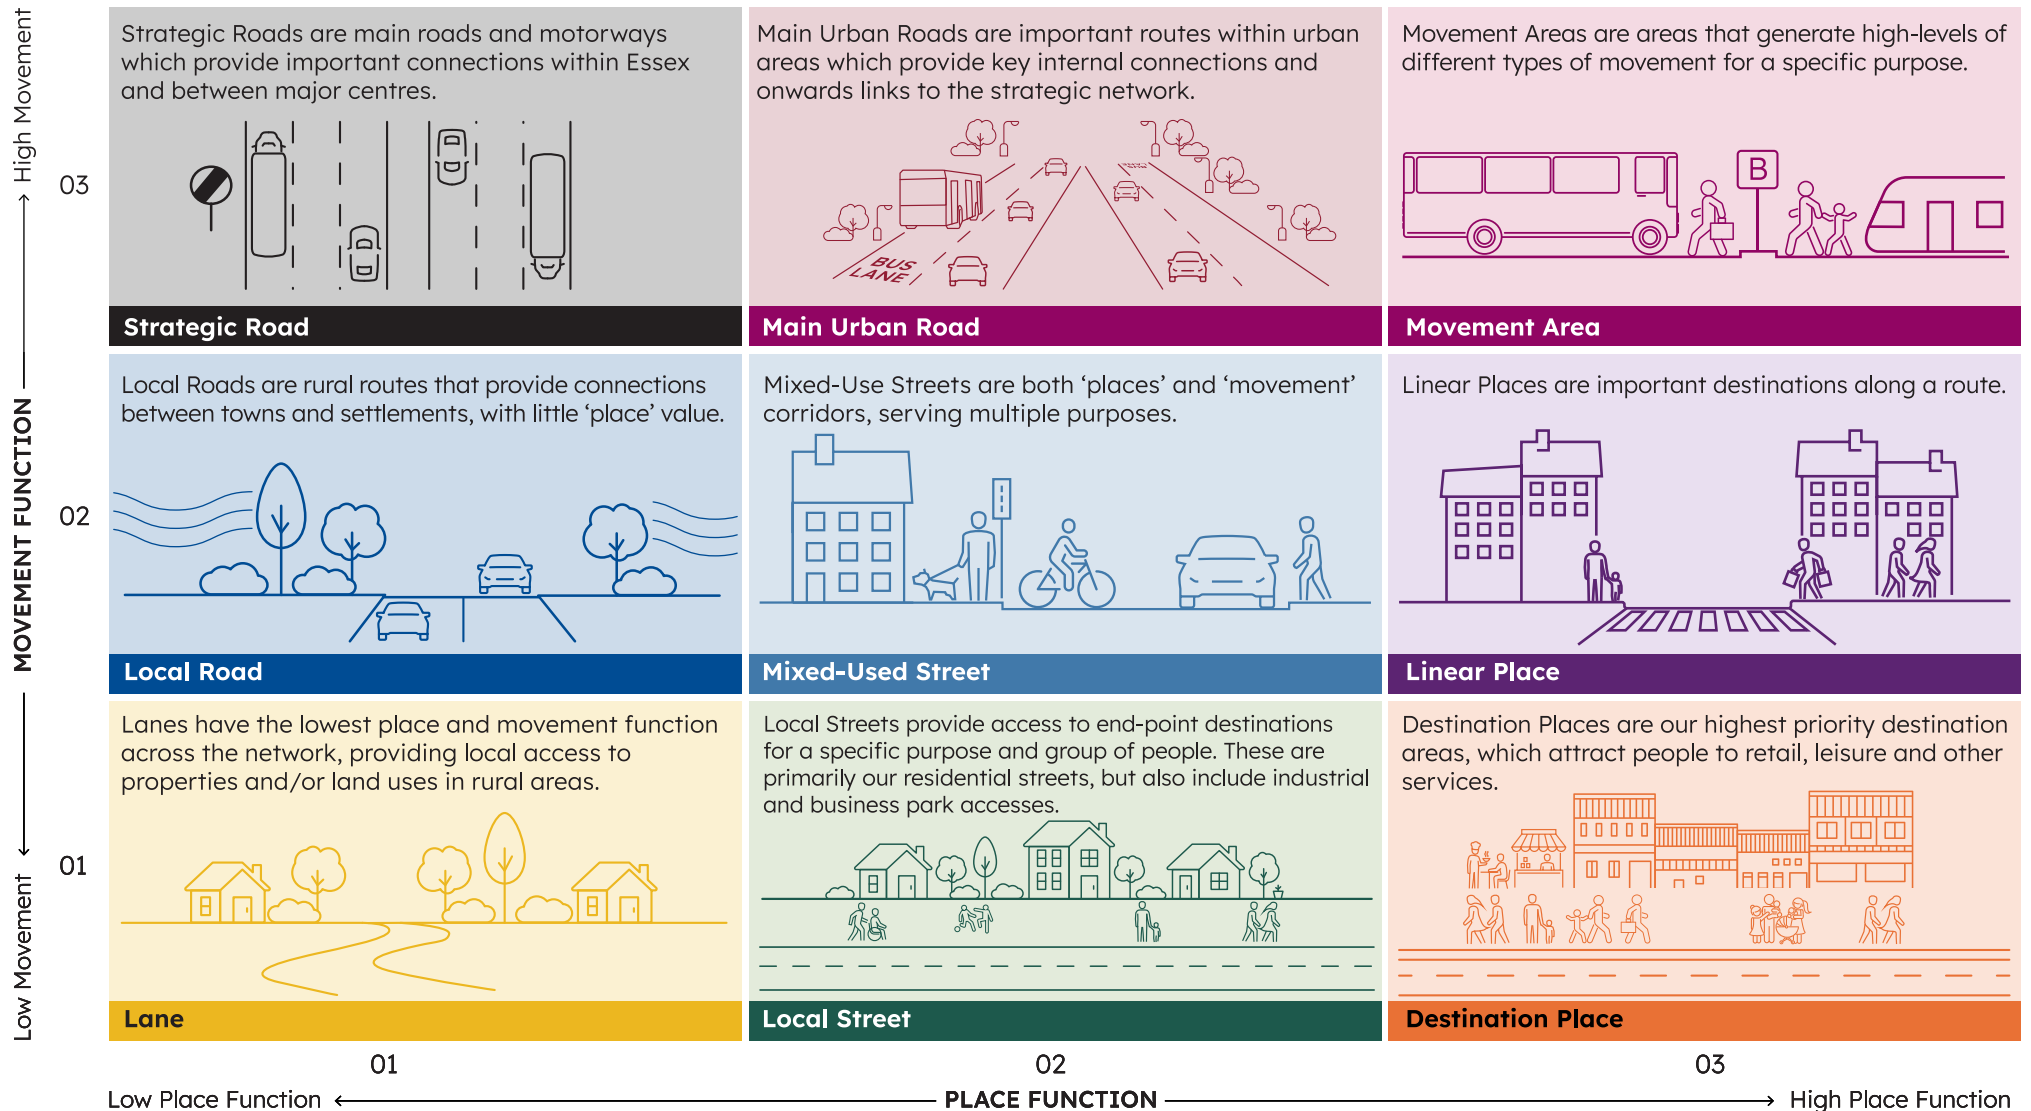 High Movement
MOVEMENT FUNCTION
Low Movement
03
Strategic Roads are main roads and motorways
which provide important connections within Essex
and between major centres.
Strategic Road
Main Urban Roads are important routes within urban
areas which provide key internal connections and
onwards links to the strategic network.
BUS
LANE
Main Urban Road
Movement Areas are areas that generate high-levels of
different types of movement for a specific purpose.
B
Movement Area
02
Local Roads are rural routes that provide connections
between towns and settlements, with little ‘place’ value.
Local Road
Mixed-Use Streets are both ‘places’ and ‘movement’
corridors, serving multiple purposes.
Mixed-Used Street
Linear Places are important destinations along a route.
Linear Place
01
Lanes have the lowest place and movement function
across the network, providing local access to
properties and/or land uses in rural areas.
Lane
Local Streets provide access to end-point destinations
for a specific purpose and group of people. These are
primarily our residential streets, but also include industrial
and business park accesses.
Local Street
Destination Places are our highest priority destination
areas, which attract people to retail, leisure and other
services.
Destination Place
01
02
03
Low Place Function
PLACE FUNCTION
High Place Function